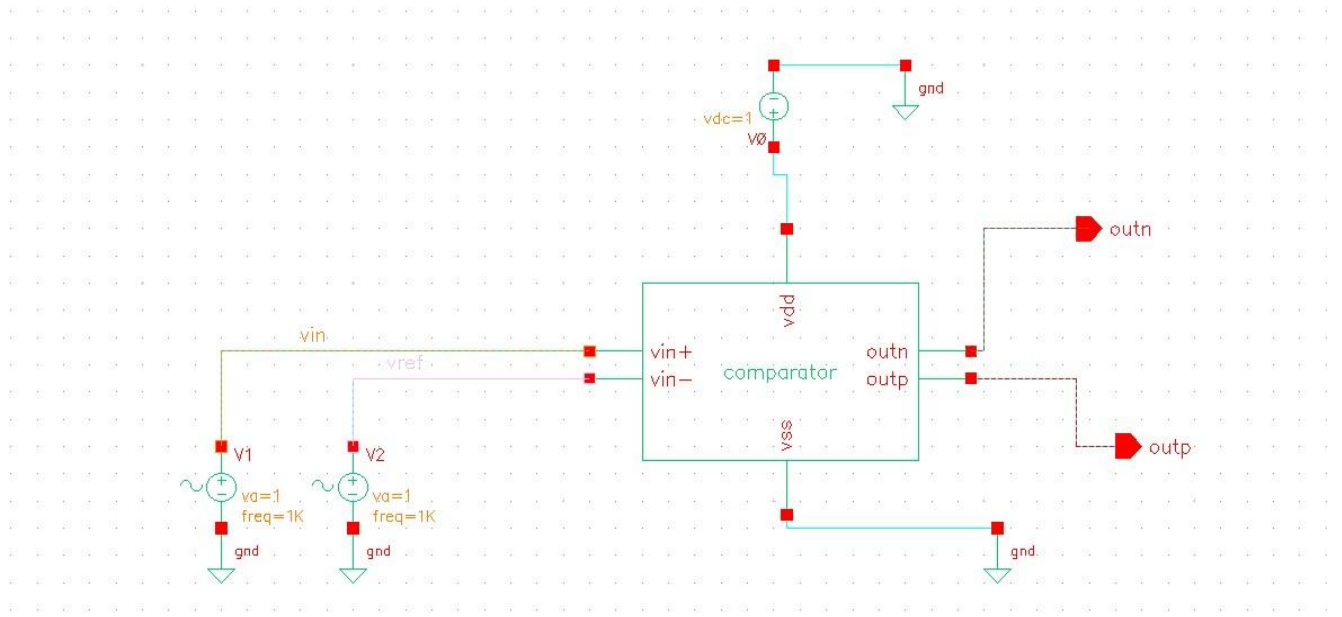 gnd
vdc=1
VØ
outn
vdd
vin
vin+
outn
vref
vin-
comparator
outp
vss
outp
V1
V2
va=1
va=1
freq=1K
freq=1K
gnd
gnd
gnd